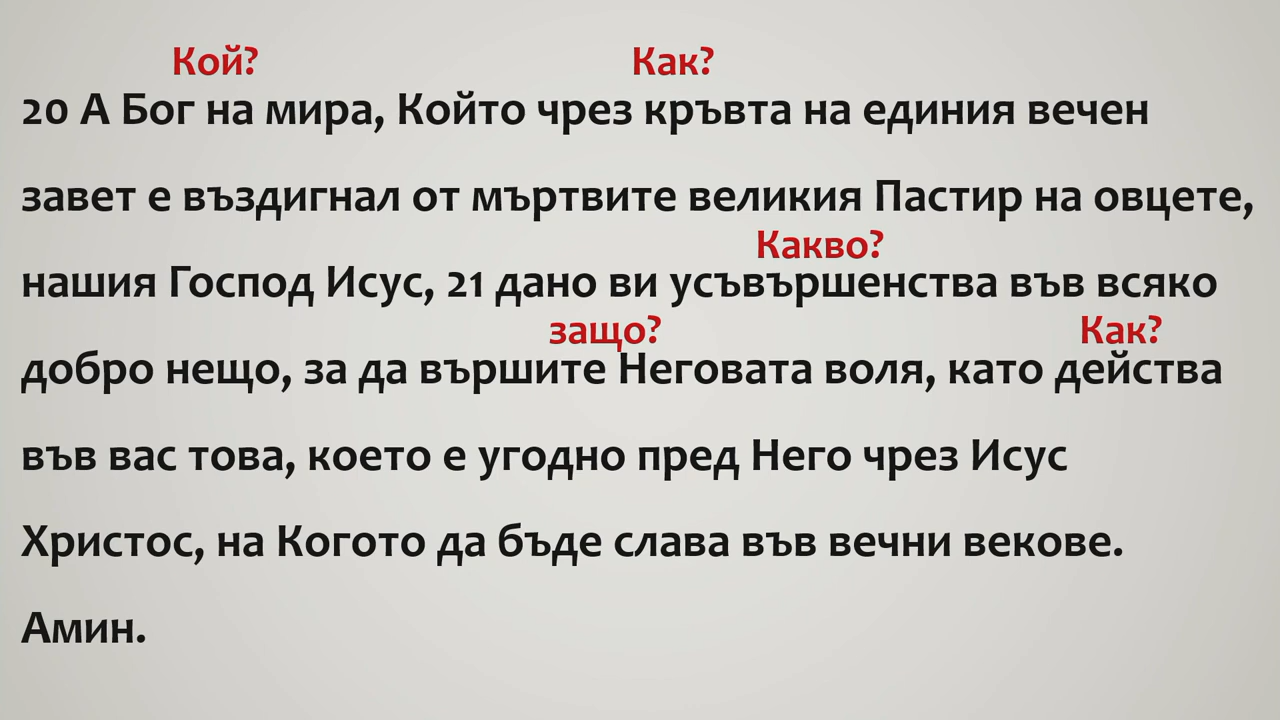 Кой? Как?
20 А Бог на мира, Който чрез кръвта на единия вечен
завет е въздигнал от мъртвите великия Пастир на овцете,
Какво?
нашия Господ Исус, 21 дано ви усъвършенства във всяко
защо? Как?
добро нещо, за да вършите Неговата воля, като действа
във вас това, което е угодно пред Него чрез Исус
Христос, на Когото да бъде слава във вечни векове.
Амин.